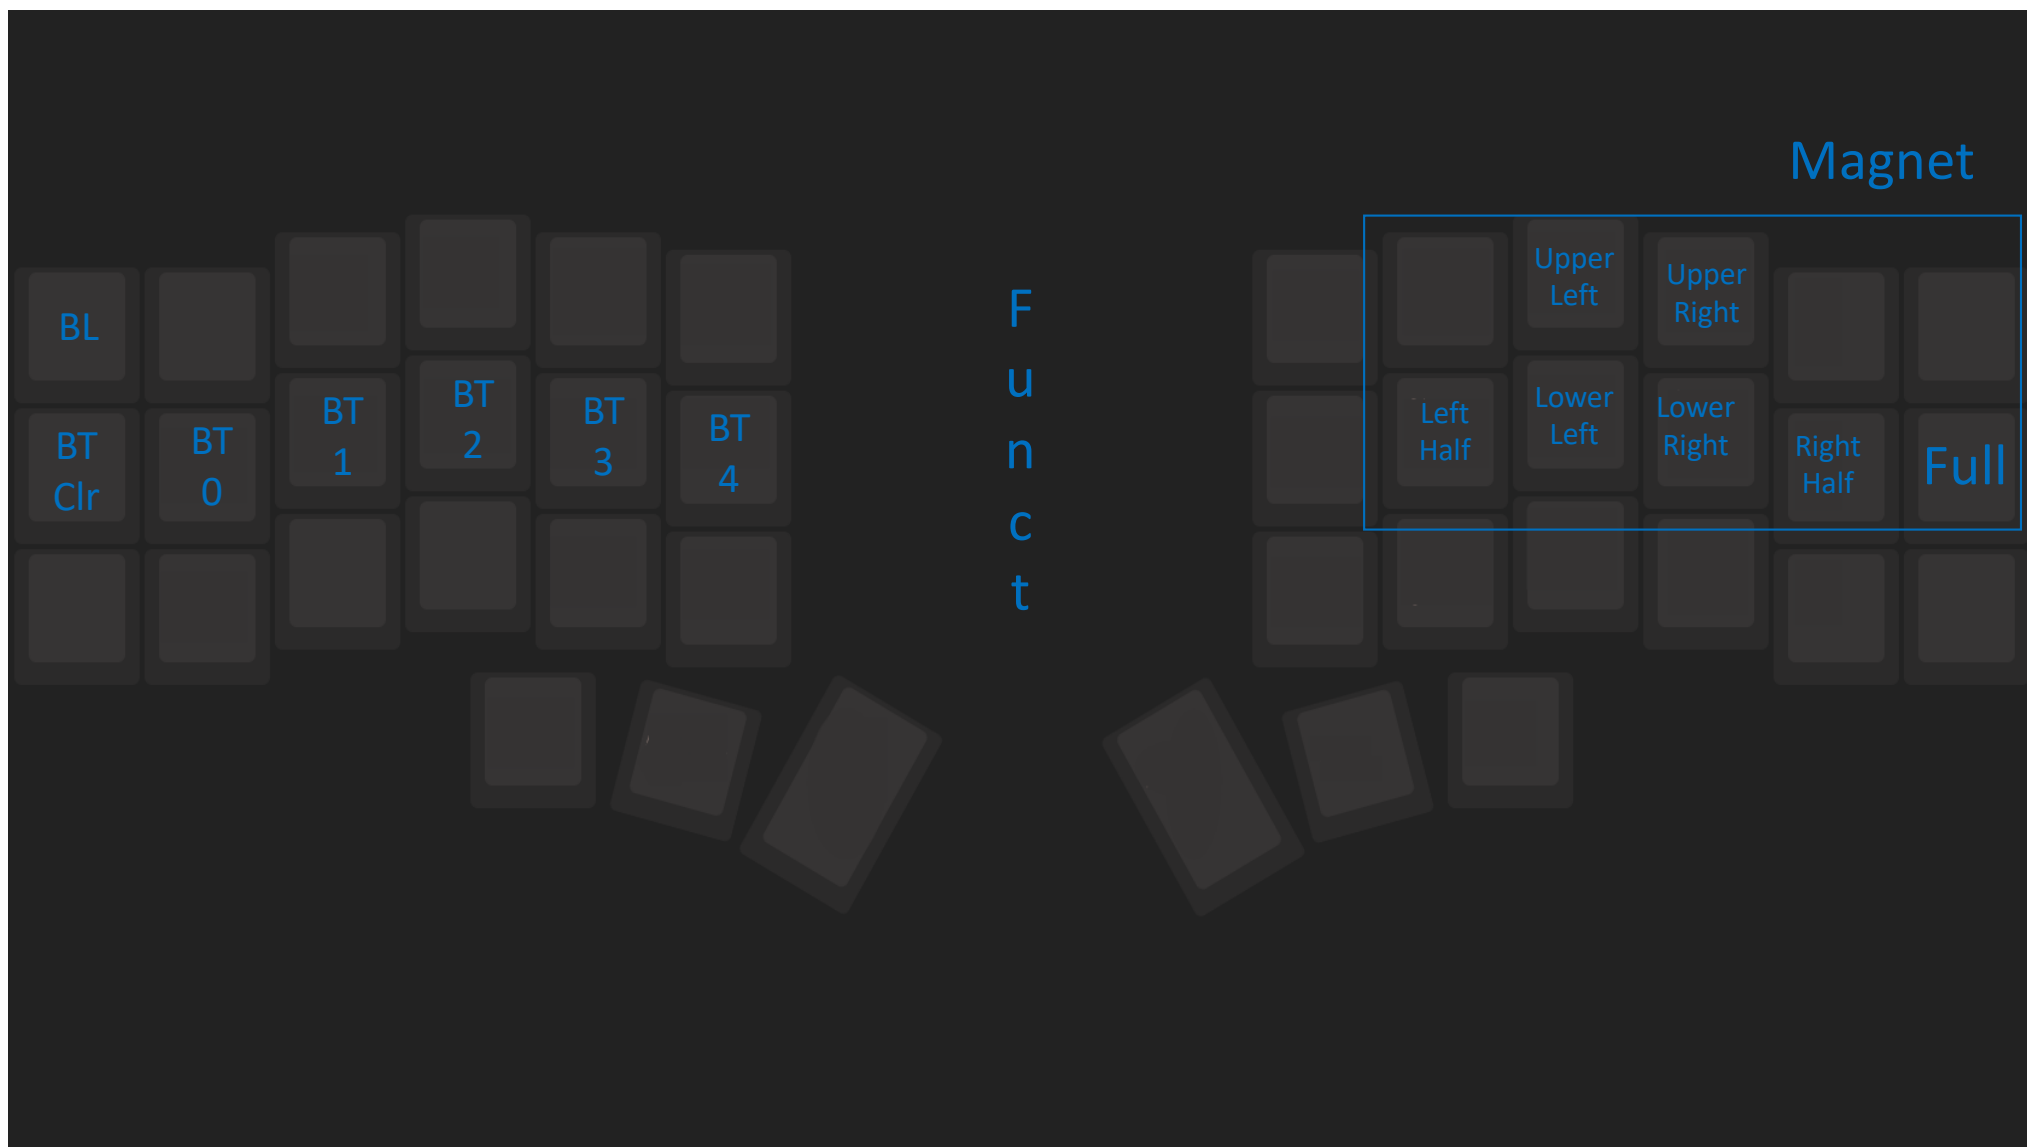 Magnet
BL
BT
Clr
BT
0
BT
1
BT
2
BT
3
BT
4
F
u
n
c
t
Upper
Left
Upper
Right
Left
Half
Lower
Left
Lower
Right
Right
Half
Full